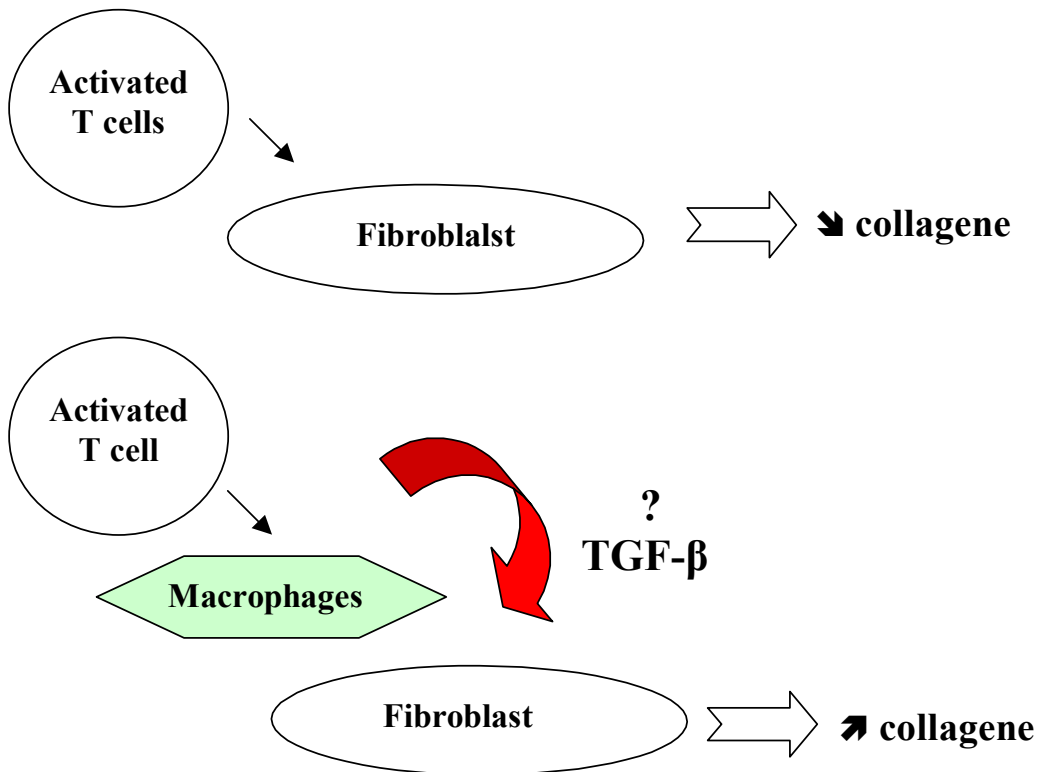 Activated
T cells
Fibroblalst
➘ collagene
Activated
T cell
?
TGF-β
Macrophages
Fibroblast
➚ collagene